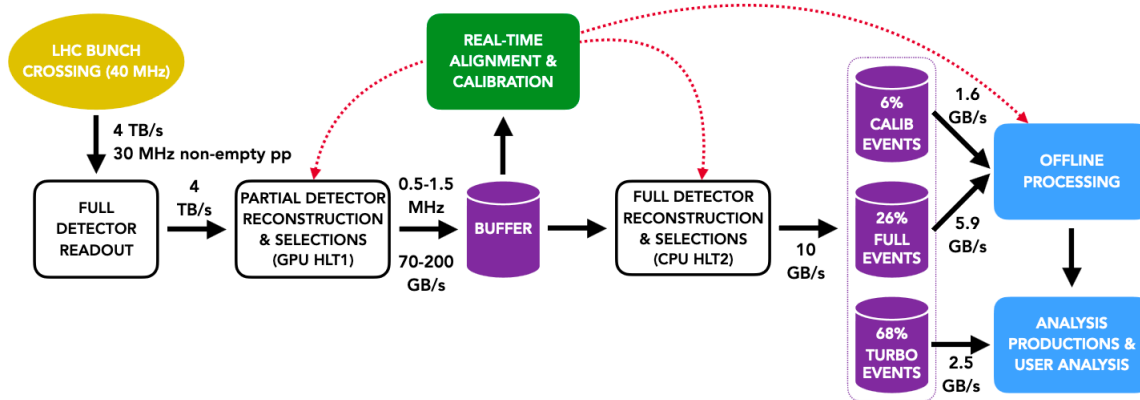 LHC BUNCH
CROSSING (40 MHz)
4 TB/s
30 MHz non-empty pp
FULL
DETECTOR
READOUT
4
TB/s
PARTIAL DETECTOR
RECONSTRUCTION
& SELECTIONS
(GPU HLT1)
0.5-1.5
MHz
70-200
GB/s
REAL-TIME
ALIGNMENT &
CALIBRATION
BUFFER
FULL DETECTOR
RECONSTRUCTION
& SELECTIONS
(CPU HLT2)
10
GB/s
6%
CALIB
EVENTS
1.6
GB/s
26%
FULL
EVENTS
5.9
GB/s
68%
TURBO
EVENTS
2.5
GB/s
OFFLINE
PROCESSING
ANALYSIS
PRODUCTIONS &
USER ANALYSIS